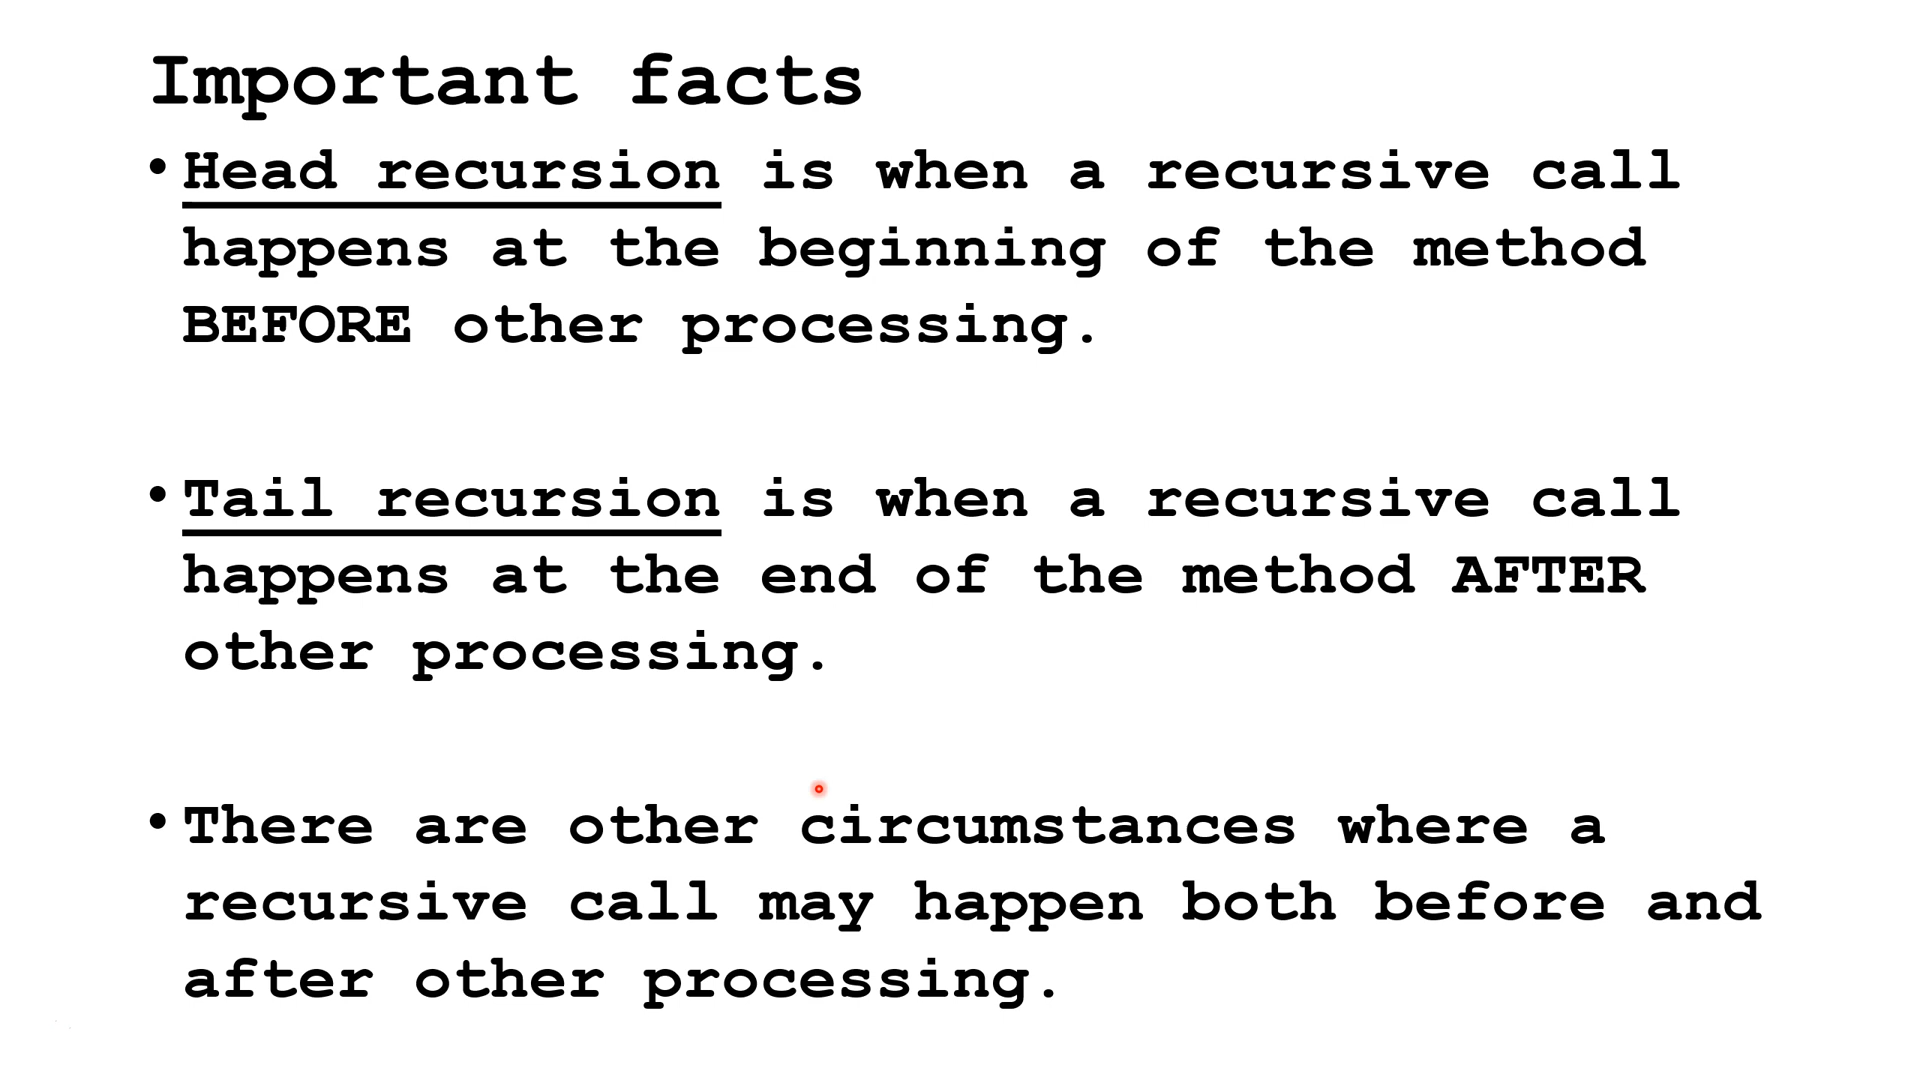 Important facts
• Head recursion is when a recursive call
happens at the beginning of the method
BEFORE other processing.
• Tail recursion is when a recursive call
happens at the end of the method AFTER
other processing.
• There are other circumstances where a
recursive call may happen both before and
after other processing.